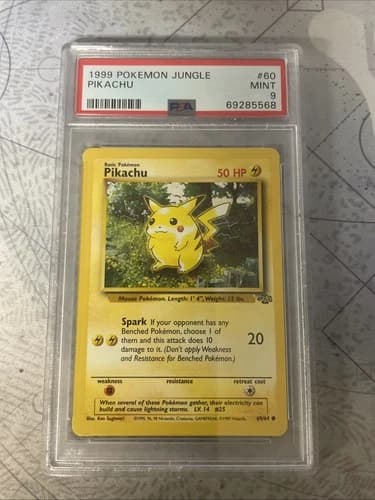 1999 POKEMON JUNGLE #60
PIKACHU MINT
9
PSA 69285568
Basic Pokémon
Pikachu 50 HP
Mouse Pokémon. Length: 1' 4", Weight: 13 lbs.
Spark If your opponent has any
Benched Pokémon, choose 1 of
them and this attack does 10
damage to it. (Don't apply Weakness
and Resistance for Benched Pokémon.)
20
weakness resistance retreat cost
When several of these Pokémon gather, their electricity can
build and cause lightning storms. LV. 14 #25
Illus. Ken Sugimori
60/64